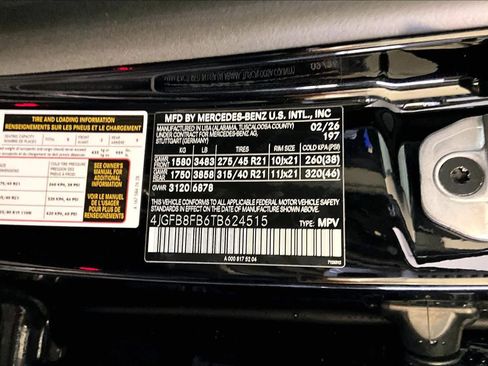 TIRE AND LOADING INFORMATION
RENSEIGNEMENTS SUR LES PNEUS ET LE CHARGEMENT
SEE OWNER'S
MANUAL FOR
ADDITIONAL
INFORMATION
VOIR LE MANUEL
DE L'USAGER
POUR PLUS DE
RENSEIGNEMENTS
MFD BY MERCEDES-BENZ U.S. INTL., INC
MANUFACTURED IN USA (ALABAMA, TUSCALOOSA COUNTY) 02/26
UNDER CONTRACT FOR MERCEDES-BENZ AG, 197
STUTTGART (GERMANY)
KG LB TIRES RIM SIZE COLD KPA(PSI)
GAWR FRONT 1580 3483 275/45 R21 10Jx21 260(38)
GAWR REAR 1750 3858 315/40 R21 11Jx21 320(46)
GVWR 3120 6878
THIS VEHICLE CONFORMS TO ALL APPLICABLE FEDERAL MOTOR VEHICLE SAFETY
STANDARDS IN EFFECT ON THE DATE OF MANUFACTURE SHOWN ABOVE.
4JGFB8FB6TB624515 TYPE: MPV
A 000 817 52 04